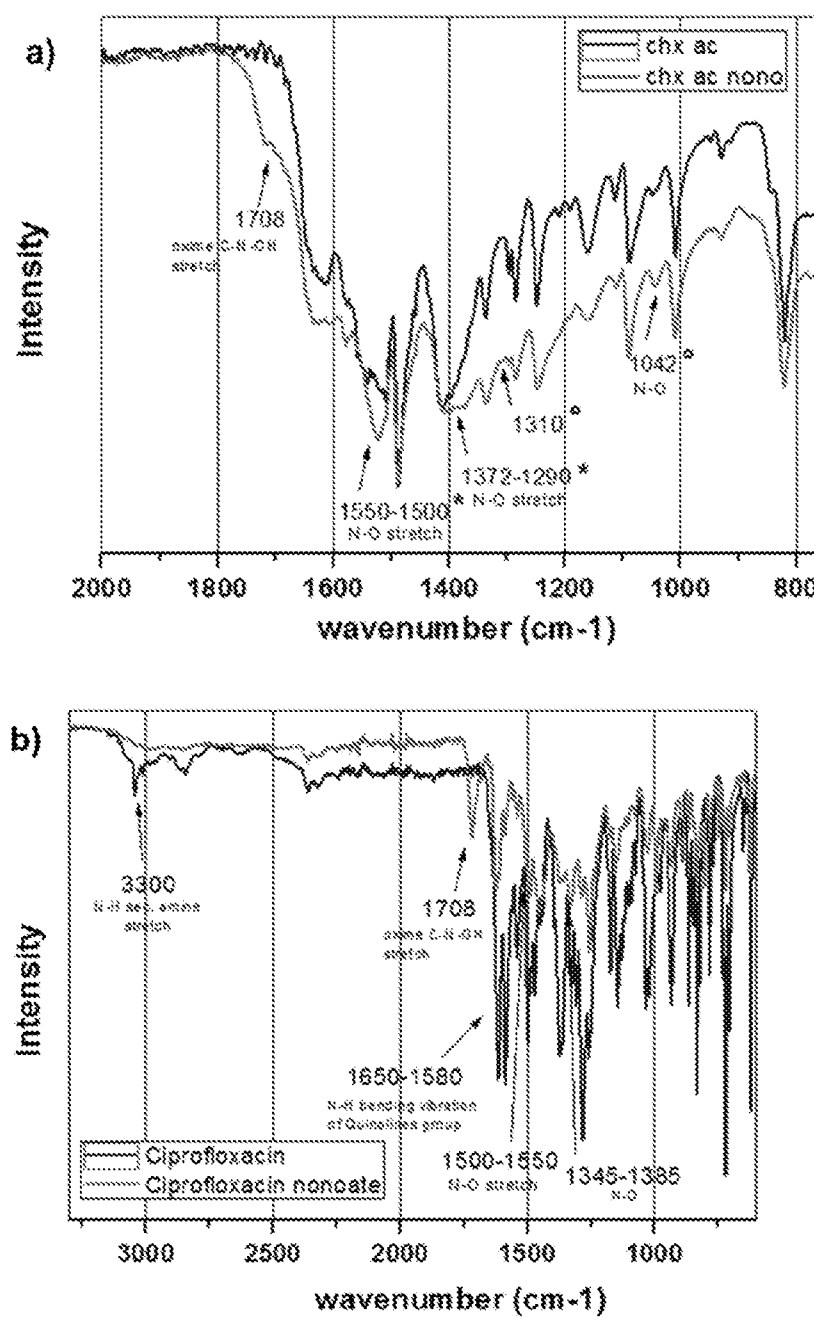 a)
chx ac
chx ac nono
1708
oxime C-N-OH
stretch
1042 °
N-O
1310 °
1372-1290 *
* N-O stretch
1550-1500
N-O stretch
Intensity
2000 1800 1600 1400 1200 1000 800
wavenumber (cm-1)
b)
3300
N-H sec. amine
stretch
1708
oxime C-N-OH
stretch
1650-1580
N-H bending vibration
of Quinolines group
1500-1550
N-O stretch
1345-1385
N-O
Ciprofloxacin
Ciprofloxacin nonoate
Intensity
3000 2500 2000 1500 1000
wavenumber (cm-1)